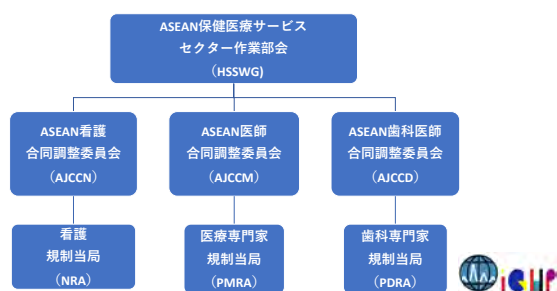 ASEAN保健医療サービス
セクター作業部会
（HSSWG)
ASEAN看護
合同調整委員会
（AJCCN）
ASEAN医師
合同調整委員会
（AJCCM）
ASEAN歯科医師
合同調整委員会
（AJCCD）
看護
規制当局
（NRA）
医療専門家
規制当局
（PMRA）
歯科専門家
規制当局
（PDRA）
iCHP